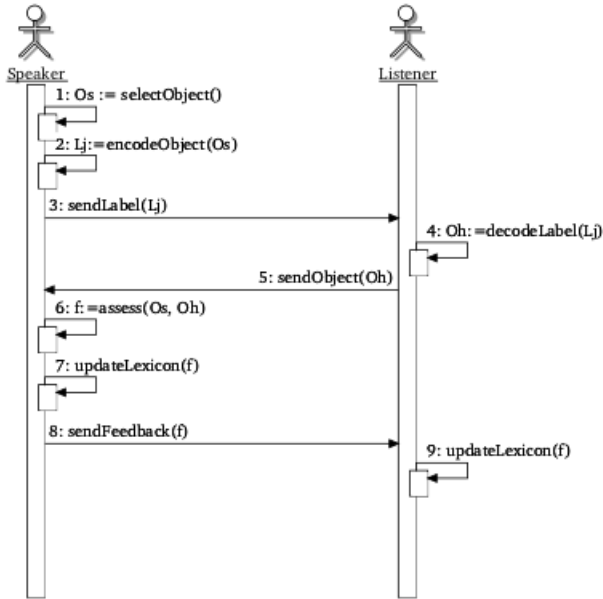 Speaker
Listener
1: Os := selectObject()
2: Lj:=encodeObject(Os)
3: sendLabel(Lj)
4: Oh:=decodeLabel(Lj)
5: sendObject(Oh)
6: f:=assess(Os, Oh)
7: updateLexicon(f)
8: sendFeedback(f)
9: updateLexicon(f)